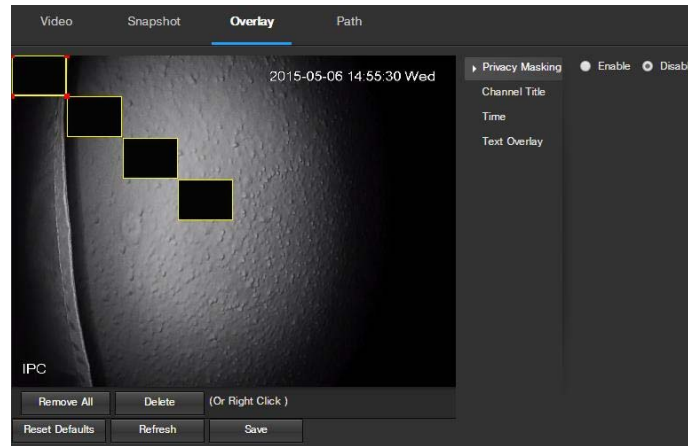 Video Snapshot Overlay Path
2015-05-06 14:55:30 Wed
Privacy Masking Enable Disabl
Channel Title
Time
Text Overlay
IPC
Remove All Delete (Or Right Click )
Reset Defaults Refresh Save